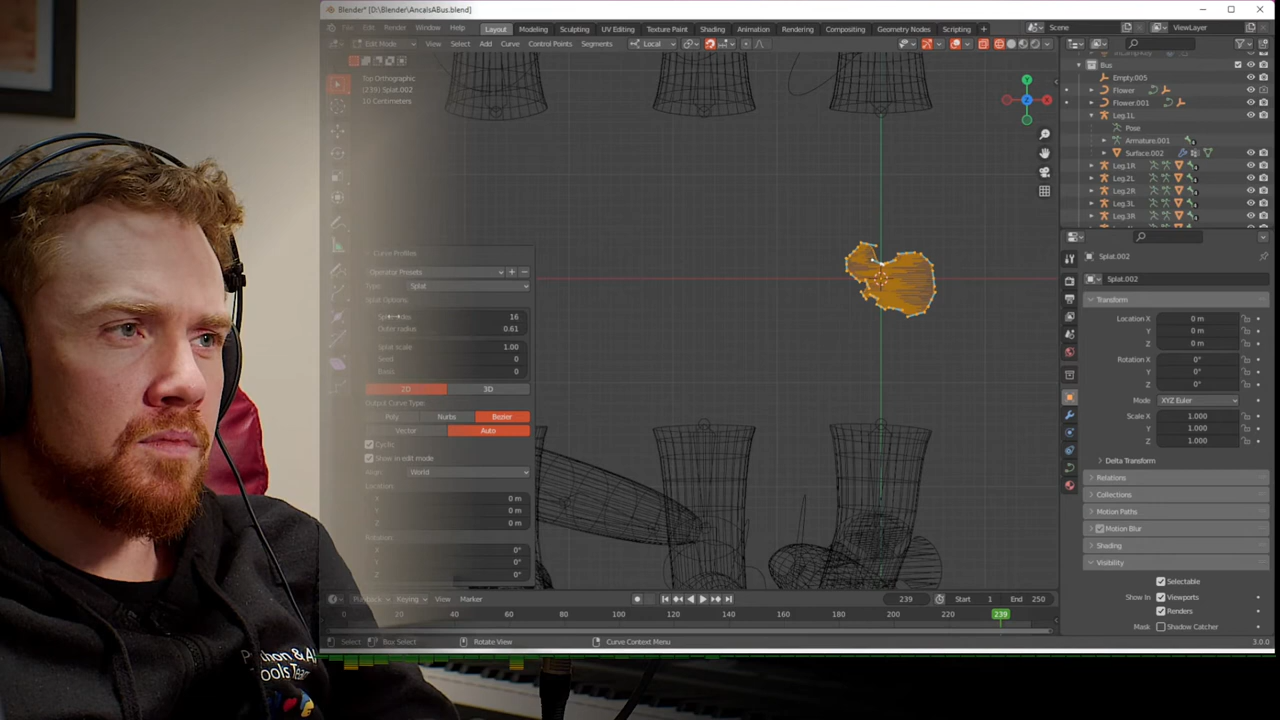 Blender* [D:\Blender\AncaisABus.blend]
File Edit Render Window Help Layout Modeling Sculpting UV Editing Texture Paint Shading Animation Rendering Compositing Geometry Nodes Scripting + Scene ViewLayer
Edit Mode View Select Add Curve Control Points Segments Local
Top Orthographic
(239) Splat.002
10 Centimeters
Bus
Empty.005
Flower
Flower.001
Leg.1L
Pose
Armature.001
Surface.002
Leg.1R
Leg.2L
Leg.2R
Leg.3L
Leg.3R
Splat.002
Splat.002
Transform
Location X 0 m
Y 0 m
Z 0 m
Rotation X 0°
Y 0°
Z 0°
Mode XYZ Euler
Scale X 1.000
Y 1.000
Z 1.000
Delta Transform
Relations
Collections
Motion Paths
Motion Blur
Shading
Visibility
Selectable
Show In Viewports
Renders
Mask Shadow Catcher
Curve Profiles
Operator Presets
Type: Splat
Splat Options:
16
Outer radius 0.61
Splat scale 1.00
Seed 0
Basis 0
2D 3D
Output Curve Type:
Poly Nurbs Bezier
Vector Auto
Cyclic
Show in edit mode
Align: World
Location:
X 0 m
Y 0 m
Z 0 m
Rotation:
X 0°
Y 0°
Z 0°
Playback Keying View Marker 239 Start 1 End 250
0 20 40 60 80 100 120 140 160 180 200 220 239
Select Box Select Rotate View Curve Context Menu 3.0.0